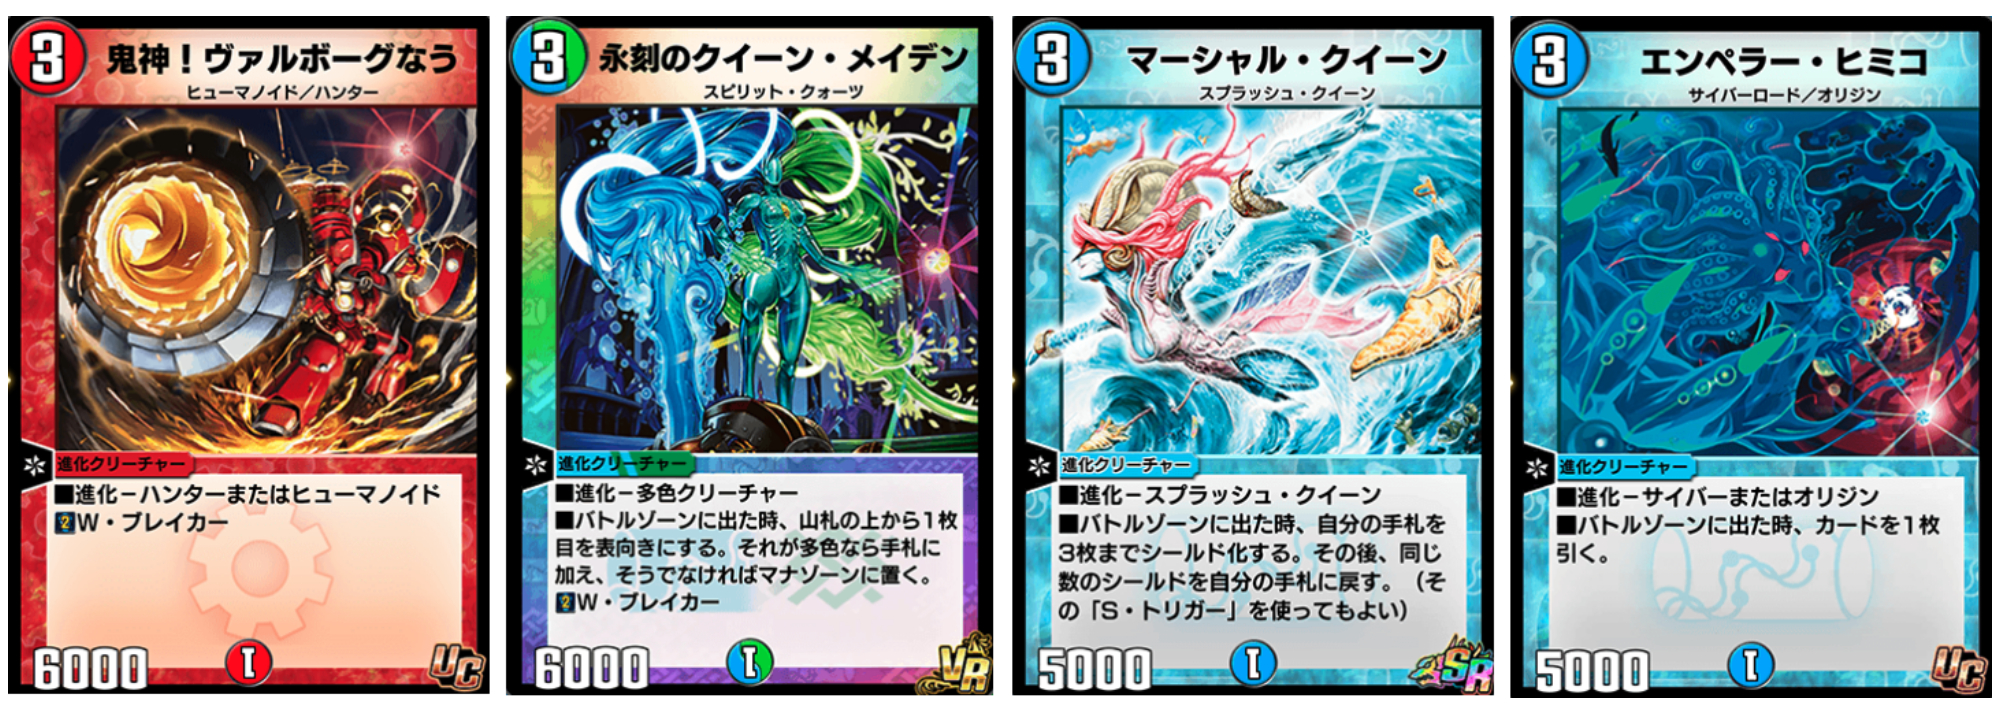 3
鬼神！ヴァルボーグなう
ヒューマノイド／ハンター
進化クリーチャー
■進化－ハンターまたはヒューマノイド
2 W・ブレイカー
6000
I
UC
3
永刻のクイーン・メイデン
スピリット・クォーツ
進化クリーチャー
■進化－多色クリーチャー
■バトルゾーンに出た時、山札の上から1枚
目を表向きにする。それが多色なら手札に
加え、そうでなければマナゾーンに置く。
2 W・ブレイカー
6000
I
VR
3
マーシャル・クイーン
スプラッシュ・クイーン
進化クリーチャー
■進化－スプラッシュ・クイーン
■バトルゾーンに出た時、自分の手札を
3枚までシールド化する。その後、同じ
数のシールドを自分の手札に戻す。（そ
の「S・トリガー」を使ってもよい）
5000
I
SR
3
エンペラー・ヒミコ
サイバーロード／オリジン
進化クリーチャー
■進化－サイバーまたはオリジン
■バトルゾーンに出た時、カードを1枚
引く。
5000
I
UC